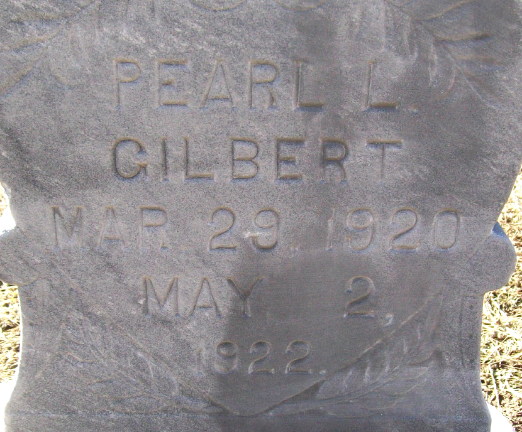 PEARL L.
GILBERT
MAR. 29, 1920
MAY 2,
1922.